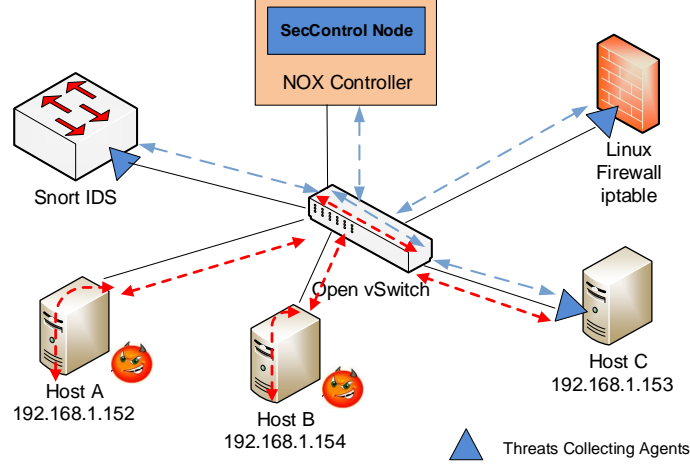 SecControl Node
NOX Controller
Snort IDS
Linux
Firewall
iptable
Open vSwitch
Host A
192.168.1.152
Host B
192.168.1.154
Host C
192.168.1.153
Threats Collecting Agents